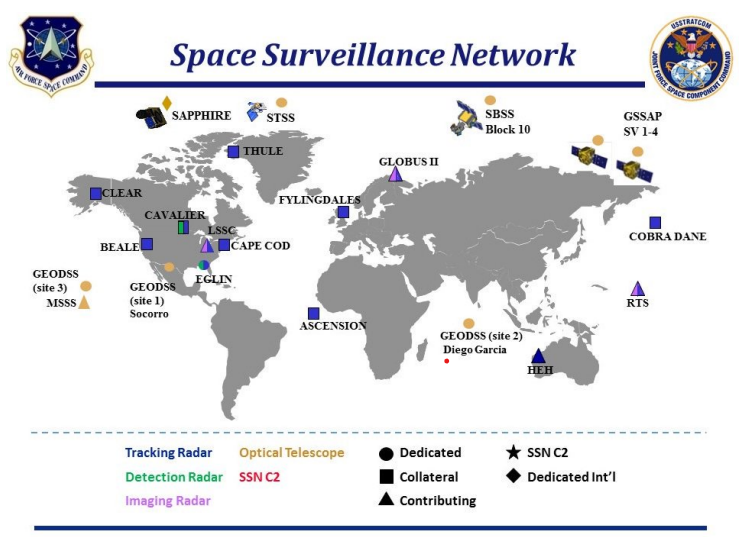 Space Surveillance Network
AIR FORCE SPACE COMMAND
USSTRATCOM
JOINT FORCE SPACE COMPONENT COMMAND
SAPPHIRE
STSS
SBSS
Block 10
GSSAP
SV 1-4
THULE
GLOBUS II
CLEAR
FYLINGDALES
CAVALIER
LSSC
BEALE
CAPE COD
COBRA DANE
EGLIN
GEODSS
(site 3)
MSSS
GEODSS
(site 1)
Socorro
RTS
ASCENSION
GEODSS (site 2)
Diego Garcia
HEH
Tracking Radar
Optical Telescope
Dedicated
SSN C2
Detection Radar
SSN C2
Collateral
Dedicated Int'l
Imaging Radar
Contributing